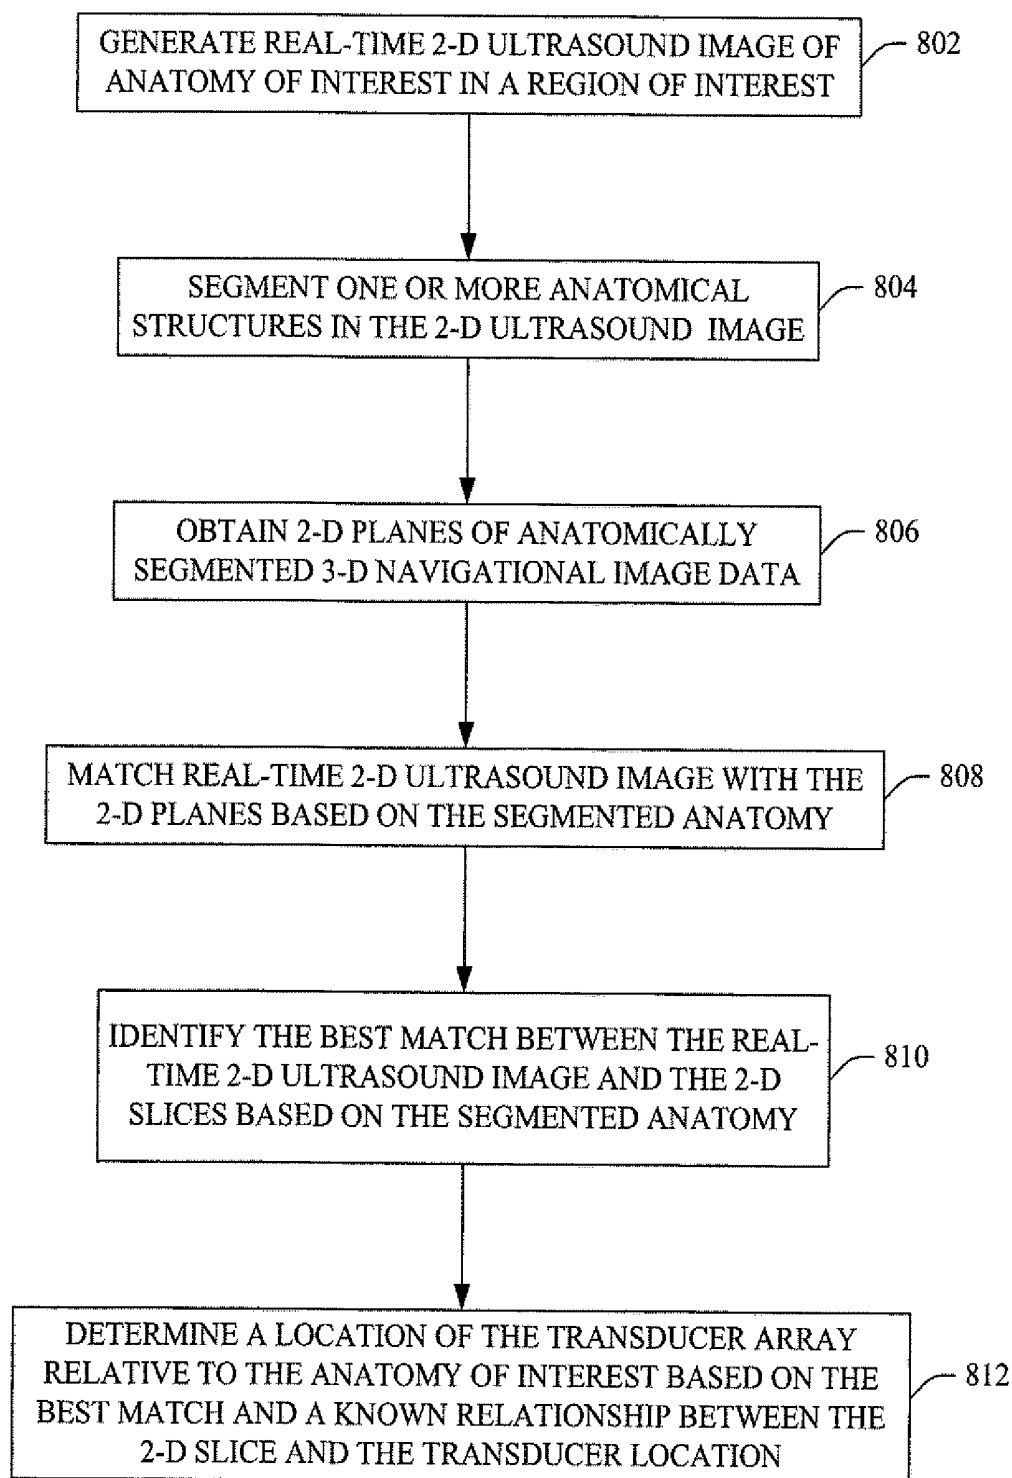 GENERATE REAL-TIME 2-D ULTRASOUND IMAGE OF
ANATOMY OF INTEREST IN A REGION OF INTEREST
802
SEGMENT ONE OR MORE ANATOMICAL
STRUCTURES IN THE 2-D ULTRASOUND IMAGE
804
OBTAIN 2-D PLANES OF ANATOMICALLY
SEGMENTED 3-D NAVIGATIONAL IMAGE DATA
806
MATCH REAL-TIME 2-D ULTRASOUND IMAGE WITH THE
2-D PLANES BASED ON THE SEGMENTED ANATOMY
808
IDENTIFY THE BEST MATCH BETWEEN THE REAL-
TIME 2-D ULTRASOUND IMAGE AND THE 2-D
SLICES BASED ON THE SEGMENTED ANATOMY
810
DETERMINE A LOCATION OF THE TRANSDUCER ARRAY
RELATIVE TO THE ANATOMY OF INTEREST BASED ON THE
BEST MATCH AND A KNOWN RELATIONSHIP BETWEEN THE
2-D SLICE AND THE TRANSDUCER LOCATION
812